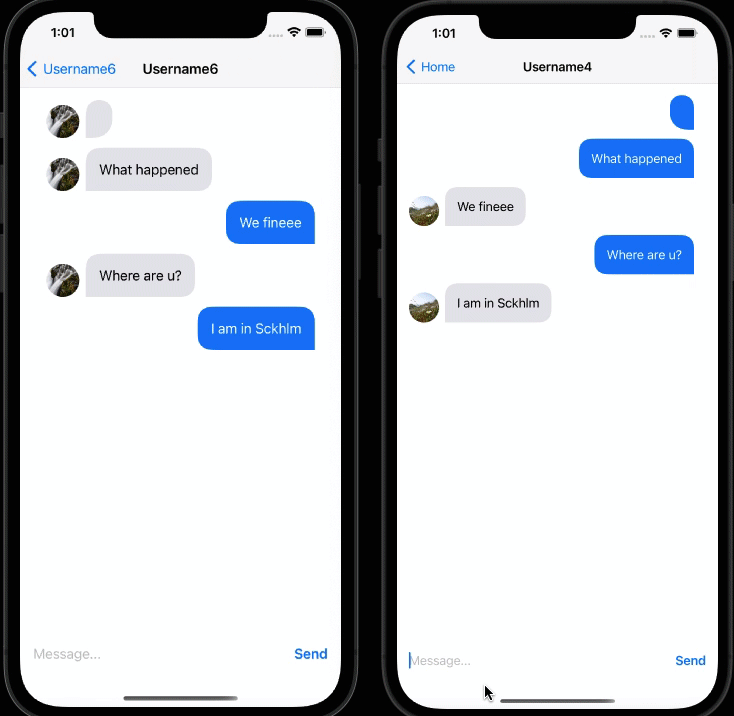 1:01
Username6
Username6
What happened
We fineee
Where are u?
I am in Sckhlm
Message...
Send
1:01
Home
Username4
What happened
We fineee
Where are u?
I am in Sckhlm
Message...
Send